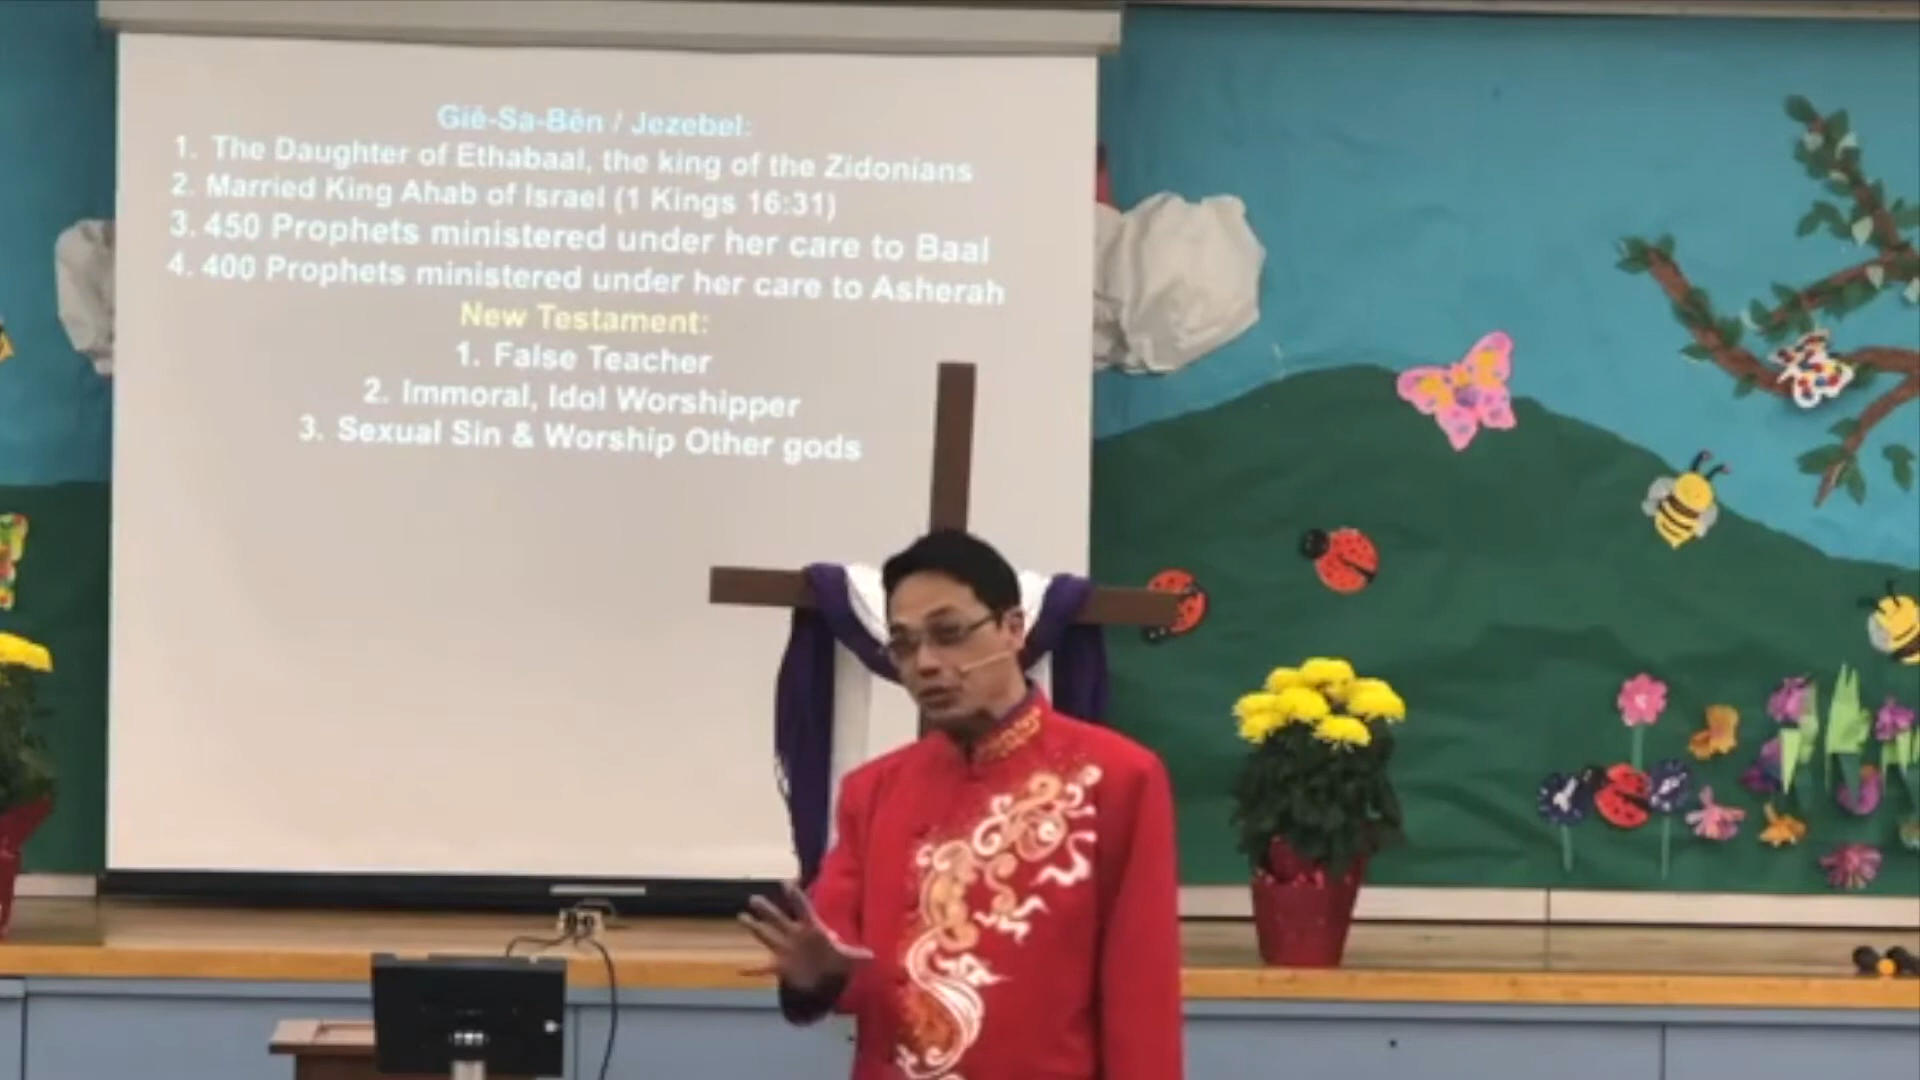 Giê-Sa-Bên / Jezebel:
1. The Daughter of Ethabaal, the king of the Zidonians
2. Married King Ahab of Israel (1 Kings 16:31)
3. 450 Prophets ministered under her care to Baal
4. 400 Prophets ministered under her care to Asherah
New Testament:
1. False Teacher
2. Immoral, Idol Worshipper
3. Sexual Sin & Worship Other gods